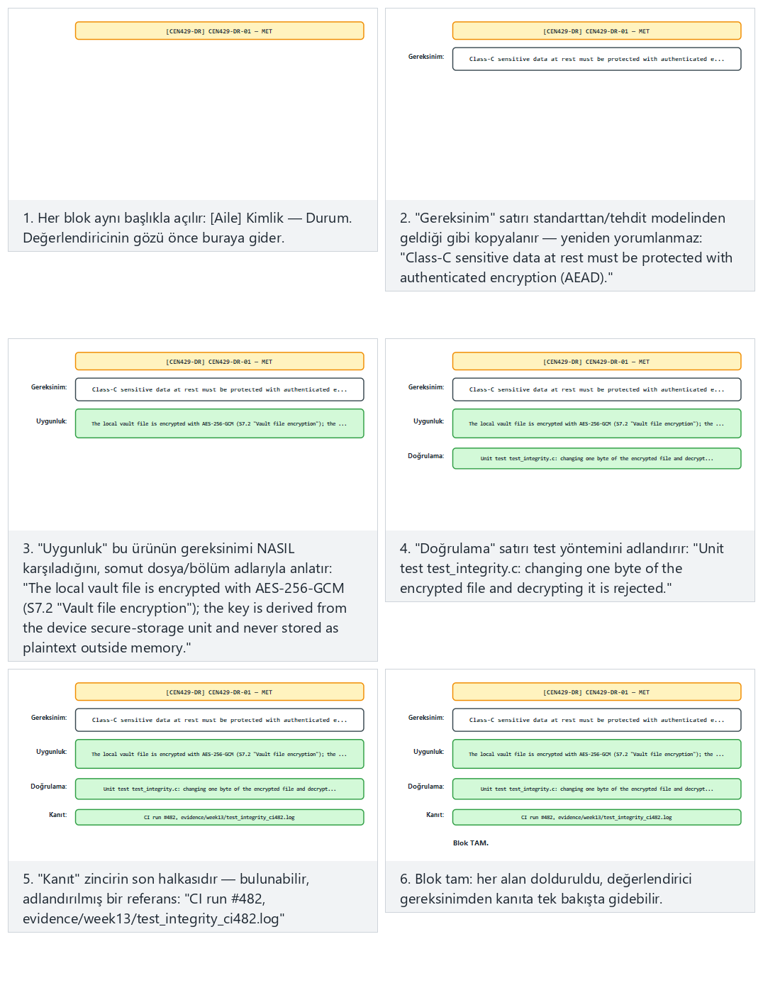 [CEN429-DR] CEN429-DR-01 — MET
1. Her blok aynı başlıkla açılır: [Aile] Kimlik — Durum.
Değerlendiricinin gözü önce buraya gider.
[CEN429-DR] CEN429-DR-01 — MET
Gereksinim:
Class-C sensitive data at rest must be protected with authenticated e...
2. "Gereksinim" satırı standarttan/tehdit modelinden
geldiği gibi kopyalanır — yeniden yorumlanmaz:
"Class-C sensitive data at rest must be protected with
authenticated encryption (AEAD)."
[CEN429-DR] CEN429-DR-01 — MET
Gereksinim:
Class-C sensitive data at rest must be protected with authenticated e...
Uygunluk:
The local vault file is encrypted with AES-256-GCM (S7.2 "Vault file encryption"); the ...
3. "Uygunluk" bu ürünün gereksinimi NASIL
karşıladığını, somut dosya/bölüm adlarıyla anlatır:
"The local vault file is encrypted with AES-256-GCM
(S7.2 "Vault file encryption"); the key is derived from
the device secure-storage unit and never stored as
plaintext outside memory."
[CEN429-DR] CEN429-DR-01 — MET
Gereksinim:
Class-C sensitive data at rest must be protected with authenticated e...
Uygunluk:
The local vault file is encrypted with AES-256-GCM (S7.2 "Vault file encryption"); the ...
Doğrulama:
Unit test test_integrity.c: changing one byte of the encrypted file and decrypt...
4. "Doğrulama" satırı test yöntemini adlandırır: "Unit
test test_integrity.c: changing one byte of the
encrypted file and decrypting it is rejected."
[CEN429-DR] CEN429-DR-01 — MET
Gereksinim:
Class-C sensitive data at rest must be protected with authenticated e...
Uygunluk:
The local vault file is encrypted with AES-256-GCM (S7.2 "Vault file encryption"); the ...
Doğrulama:
Unit test test_integrity.c: changing one byte of the encrypted file and decrypt...
Kanıt:
CI run #482, evidence/week13/test_integrity_ci482.log
5. "Kanıt" zincirin son halkasıdır — bulunabilir,
adlandırılmış bir referans: "CI run #482,
evidence/week13/test_integrity_ci482.log"
[CEN429-DR] CEN429-DR-01 — MET
Gereksinim:
Class-C sensitive data at rest must be protected with authenticated e...
Uygunluk:
The local vault file is encrypted with AES-256-GCM (S7.2 "Vault file encryption"); the ...
Doğrulama:
Unit test test_integrity.c: changing one byte of the encrypted file and decrypt...
Kanıt:
CI run #482, evidence/week13/test_integrity_ci482.log
Blok TAM.
6. Blok tam: her alan dolduruldu, değerlendirici
gereksinimden kanıta tek bakışta gidebilir.